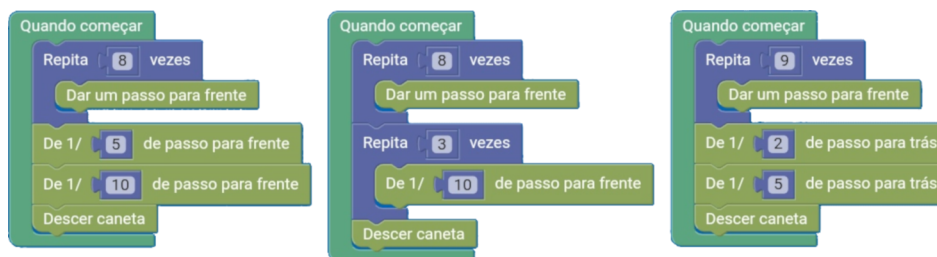 Quando começar
Repita 8 vezes
Dar um passo para frente
De 1/ 5 de passo para frente
De 1/ 10 de passo para frente
Descer caneta
Quando começar
Repita 8 vezes
Dar um passo para frente
Repita 3 vezes
De 1/ 10 de passo para frente
Descer caneta
Quando começar
Repita 9 vezes
Dar um passo para frente
De 1/ 2 de passo para trás
De 1/ 5 de passo para trás
Descer caneta